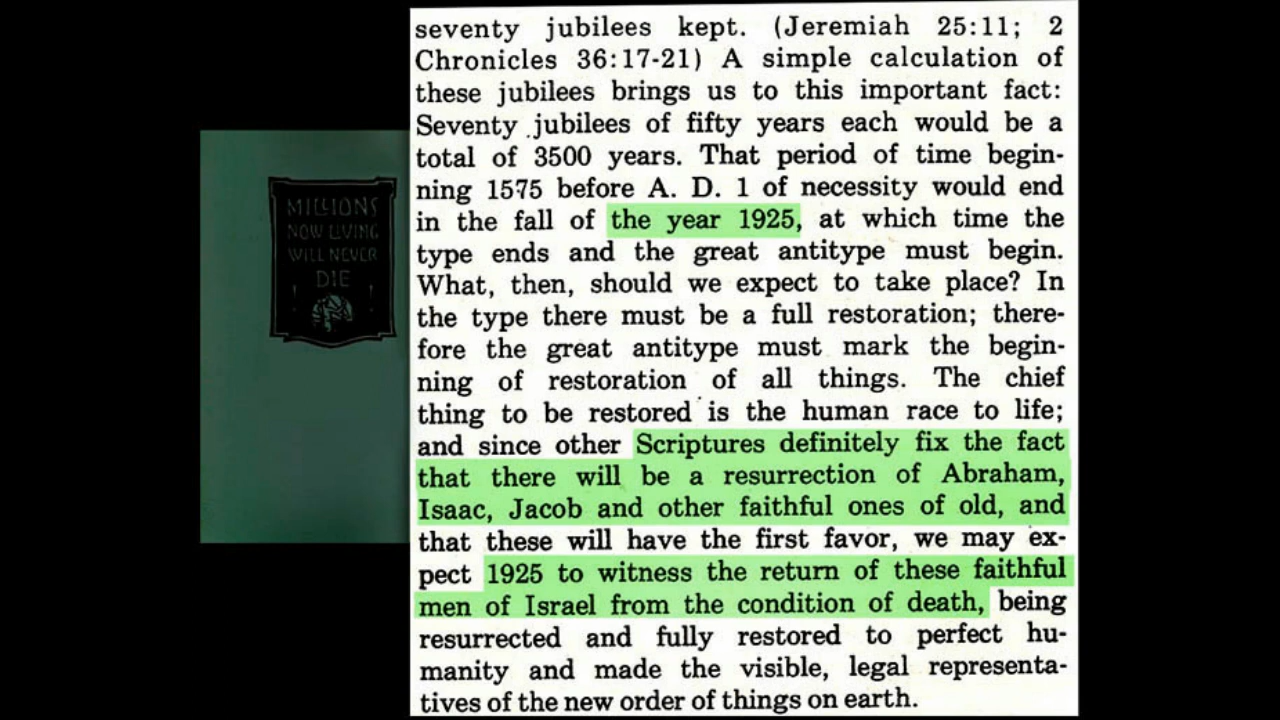 MILLIONS
NOW LIVING
WILL NEVER
DIE
seventy jubilees kept. (Jeremiah 25:11; 2
Chronicles 36:17-21) A simple calculation of
these jubilees brings us to this important fact:
Seventy jubilees of fifty years each would be a
total of 3500 years. That period of time begin-
ning 1575 before A. D. 1 of necessity would end
in the fall of the year 1925, at which time the
type ends and the great antitype must begin.
What, then, should we expect to take place? In
the type there must be a full restoration; there-
fore the great antitype must mark the begin-
ning of restoration of all things. The chief
thing to be restored is the human race to life;
and since other Scriptures definitely fix the fact
that there will be a resurrection of Abraham,
Isaac, Jacob and other faithful ones of old, and
that these will have the first favor, we may ex-
pect 1925 to witness the return of these faithful
men of Israel from the condition of death, being
resurrected and fully restored to perfect hu-
manity and made the visible, legal representa-
tives of the new order of things on earth.